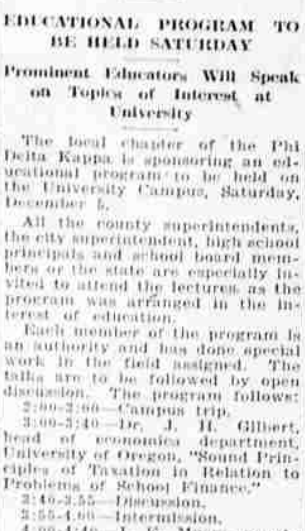 EDUCATIONAL PROGRAM TO
BE HELD SATURDAY
Prominent Educators Will Speak
on Topics of Interest at
University
The local chapter of the Phi
Delta Kappa is sponsoring an ed-
ucational program to be held on
the University Campus, Saturday,
December 5.
All the county superintendents,
the city superintendent, high school
principals and school board mem-
bers or the state are especially in-
vited to attend the lectures as the
program was arranged in the in-
terest of education.
Each member of the program is
an authority and has done special
work in the field assigned. The
talks are to be followed by open
discussion. The program follows:
2:00-3:00—Campus trip.
3:00-3:40—Dr. J. H. Gilbert,
head of economics department,
University of Oregon, "Sound Prin-
ciples of Taxation in Relation to
Problems of School Finance."
3:40-3.55—Discussion.
3:55-4.00—Intermission.